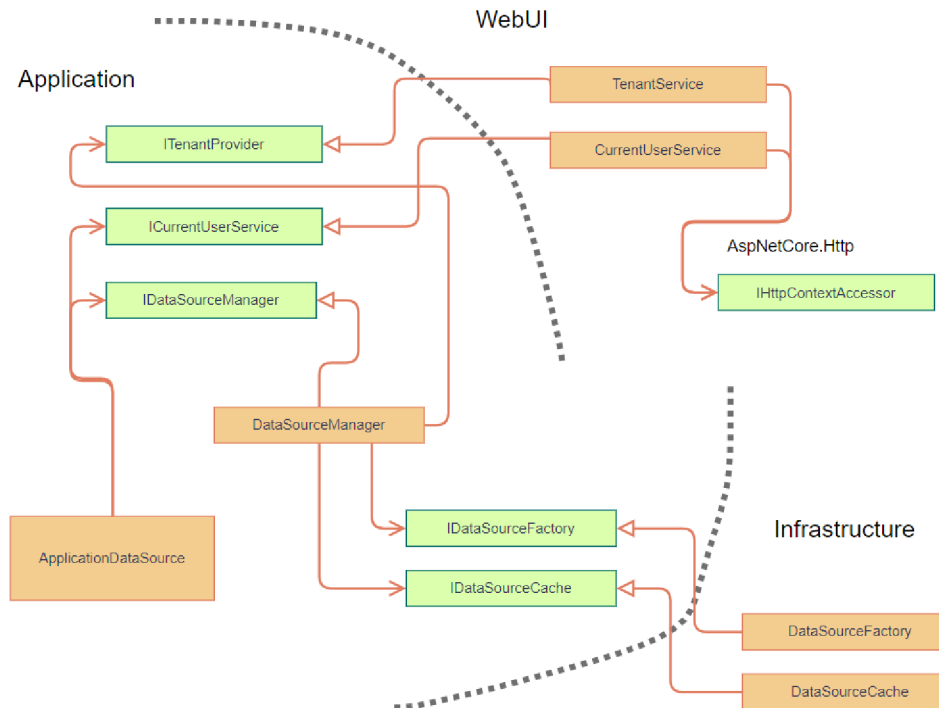 WebUI
Application
TenantService
ITenantProvider
CurrentUserService
ICurrentUserService
AspNetCore.Http
IDataSourceManager
IHttpContextAccessor
DataSourceManager
IDataSourceFactory
Infrastructure
ApplicationDataSource
IDataSourceCache
DataSourceFactory
DataSourceCache